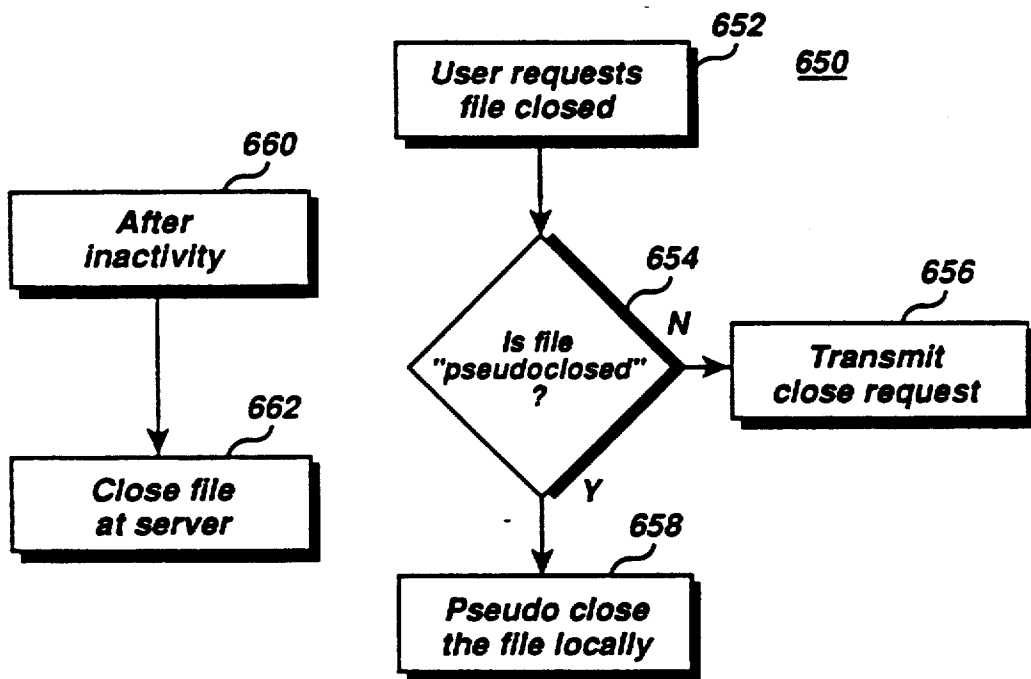 652
650
User requests
file closed
660
After
inactivity
654
656
N
Is file
"pseudoclosed"
?
Transmit
close request
662
Close file
at server
Y
658
Pseudo close
the file locally